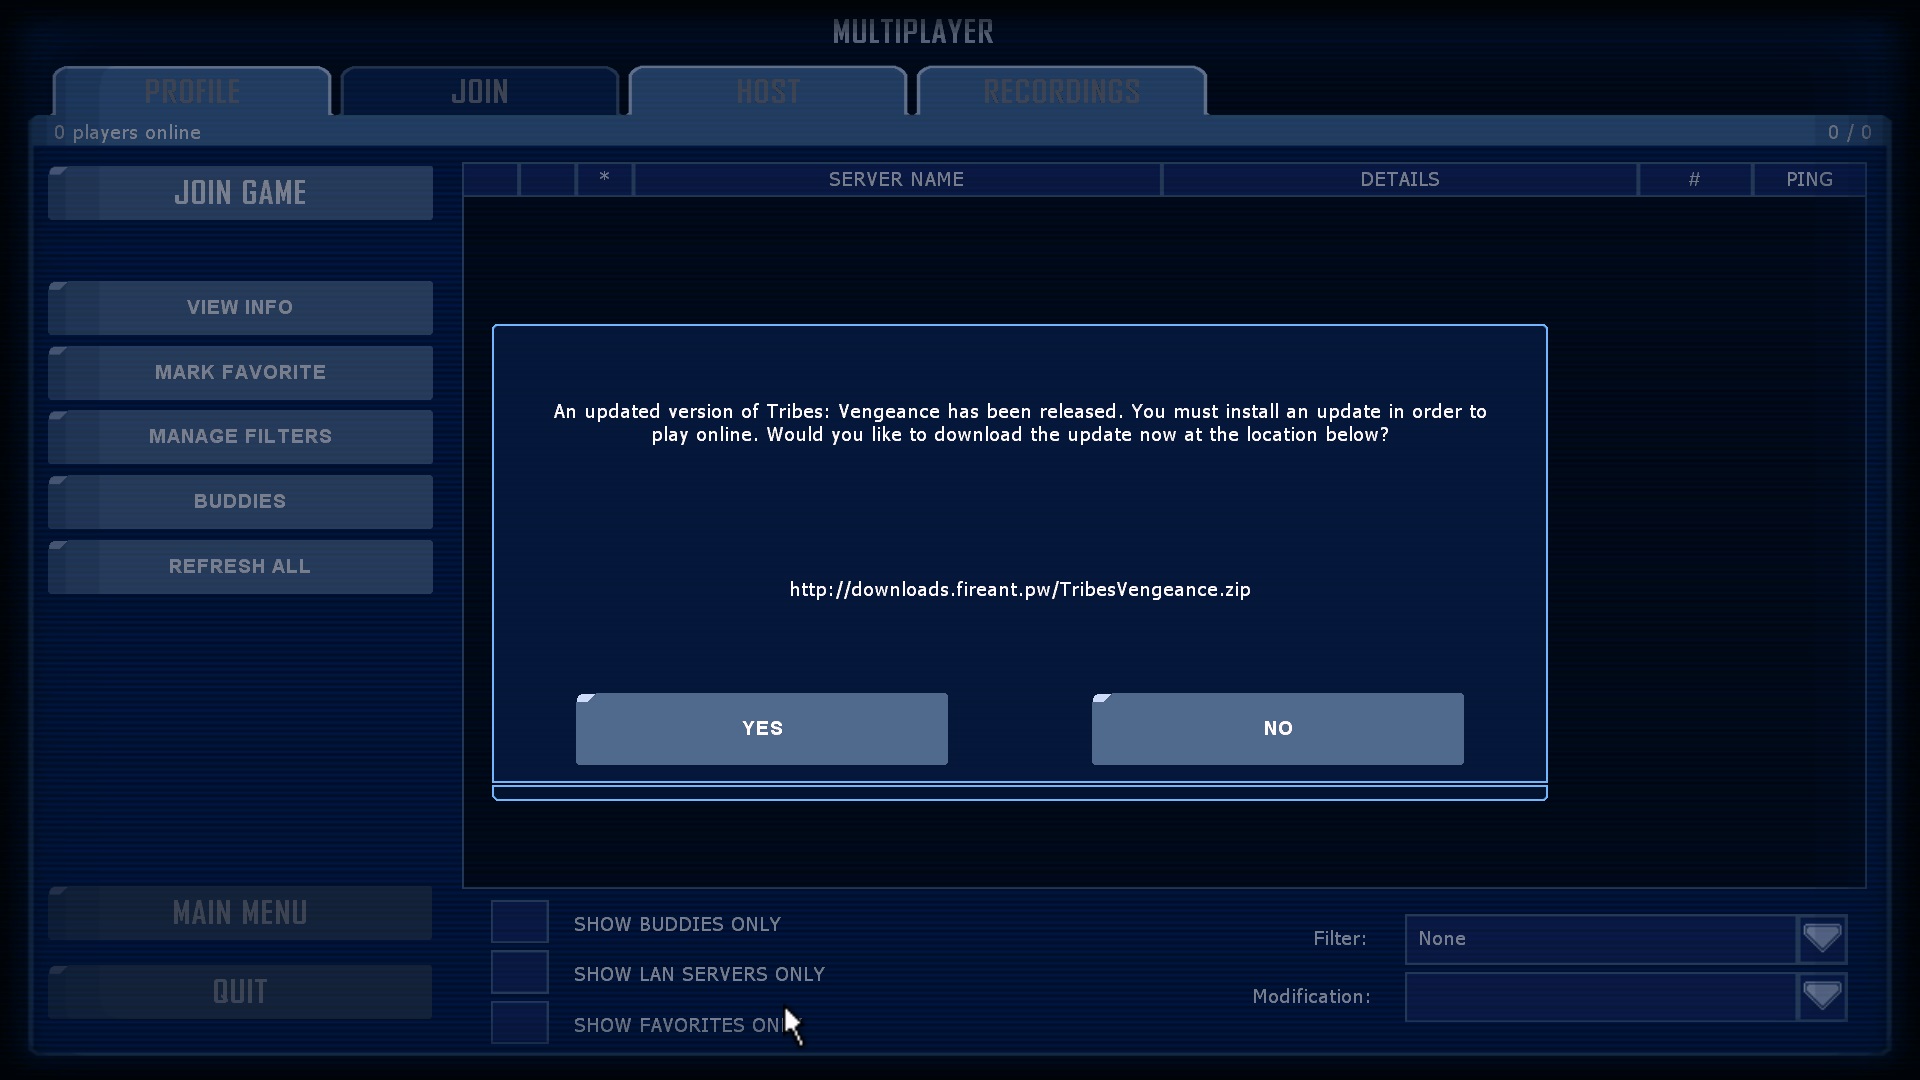 MULTIPLAYER
PROFILE
JOIN
HOST
RECORDINGS
0 players online
0 / 0
JOIN GAME
*
SERVER NAME
DETAILS
#
PING
VIEW INFO
MARK FAVORITE
MANAGE FILTERS
BUDDIES
REFRESH ALL
An updated version of Tribes: Vengeance has been released. You must install an update in order to
play online. Would you like to download the update now at the location below?
http://downloads.fireant.pw/TribesVengeance.zip
YES
NO
MAIN MENU
QUIT
SHOW BUDDIES ONLY
SHOW LAN SERVERS ONLY
SHOW FAVORITES ONLY
Filter:
None
Modification: